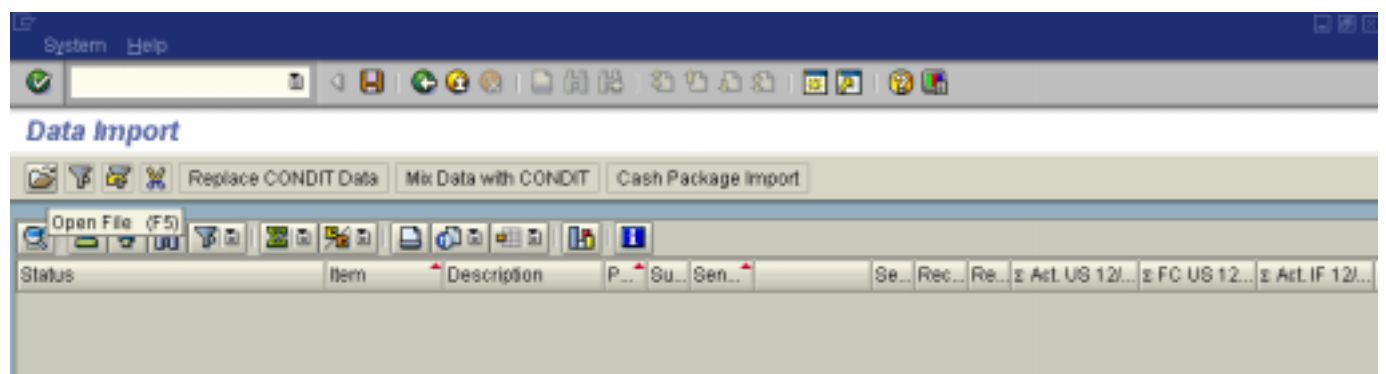 System Help
Data Import
Replace CONDIT Data Mix Data with CONDIT Cash Package Import
Open File (F5)
Status Item Description P... Su... Sen... Se... Rec... Re... Σ Act. US 12/... Σ FC US 12... Σ Act. IF 12/...